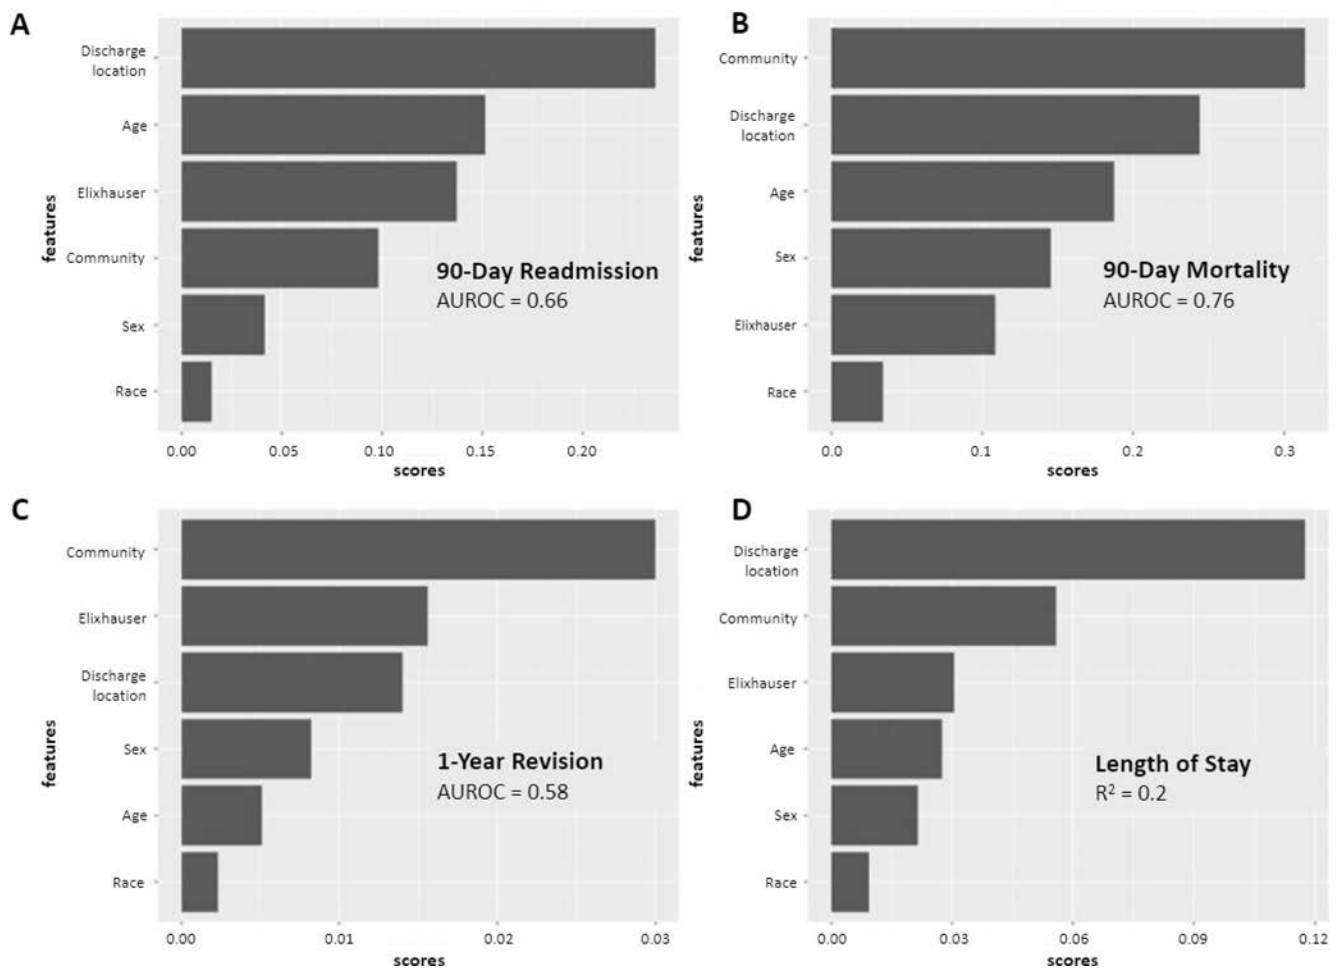 A
Discharge
location
Age
Elixhauser
Community
Sex
Race
features
90-Day Readmission
AUROC = 0.66
0.00 0.05 0.10 0.15 0.20
scores
B
Community
Discharge
location
Age
Sex
Elixhauser
Race
features
90-Day Mortality
AUROC = 0.76
0.0 0.1 0.2 0.3
scores
C
Community
Elixhauser
Discharge
location
Sex
Age
Race
features
1-Year Revision
AUROC = 0.58
0.00 0.01 0.02 0.03
scores
D
Discharge
location
Community
Elixhauser
Age
Sex
Race
features
Length of Stay
R² = 0.2
0.00 0.03 0.06 0.09 0.12
scores